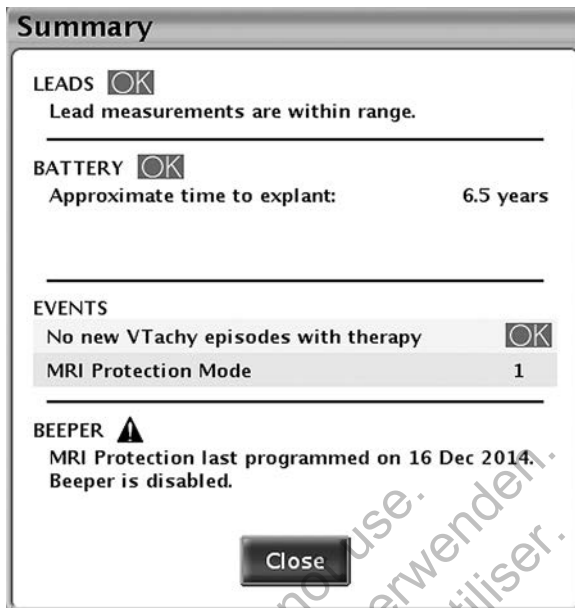 Summary
LEADS OK
Lead measurements are within range.
BATTERY OK
Approximate time to explant: 6.5 years
EVENTS
No new VTachy episodes with therapy OK
MRI Protection Mode 1
BEEPER
MRI Protection last programmed on 16 Dec 2014.
Beeper is disabled.
Close
use.